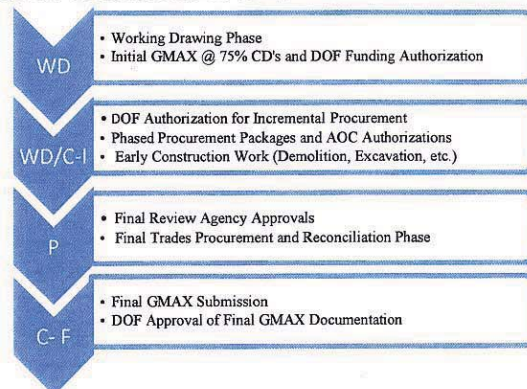 WD
• Working Drawing Phase
• Initial GMAX @ 75% CD's and DOF Funding Authorization
WD/C-I
• DOF Authorization for Incremental Procurement
• Phased Procurement Packages and AOC Authorizations
• Early Construction Work (Demolition, Excavation, etc.)
P
• Final Review Agency Approvals
• Final Trades Procurement and Reconciliation Phase
C- F
• Final GMAX Submission
• DOF Approval of Final GMAX Documentation